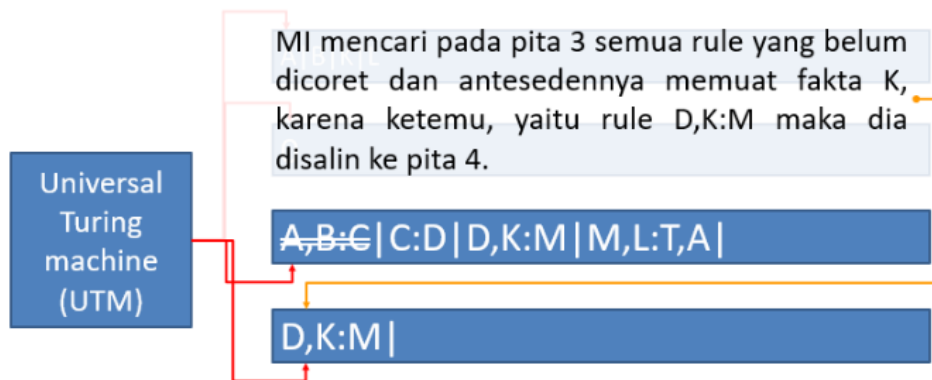 MI mencari pada pita 3 semua rule yang belum
dicoret dan antesedennya memuat fakta K,
karena ketemu, yaitu rule D,K:M maka dia
disalin ke pita 4.
Universal
Turing
machine
(UTM)
A,B:C|C:D|D,K:M|M,L:T,A|
D,K:M|